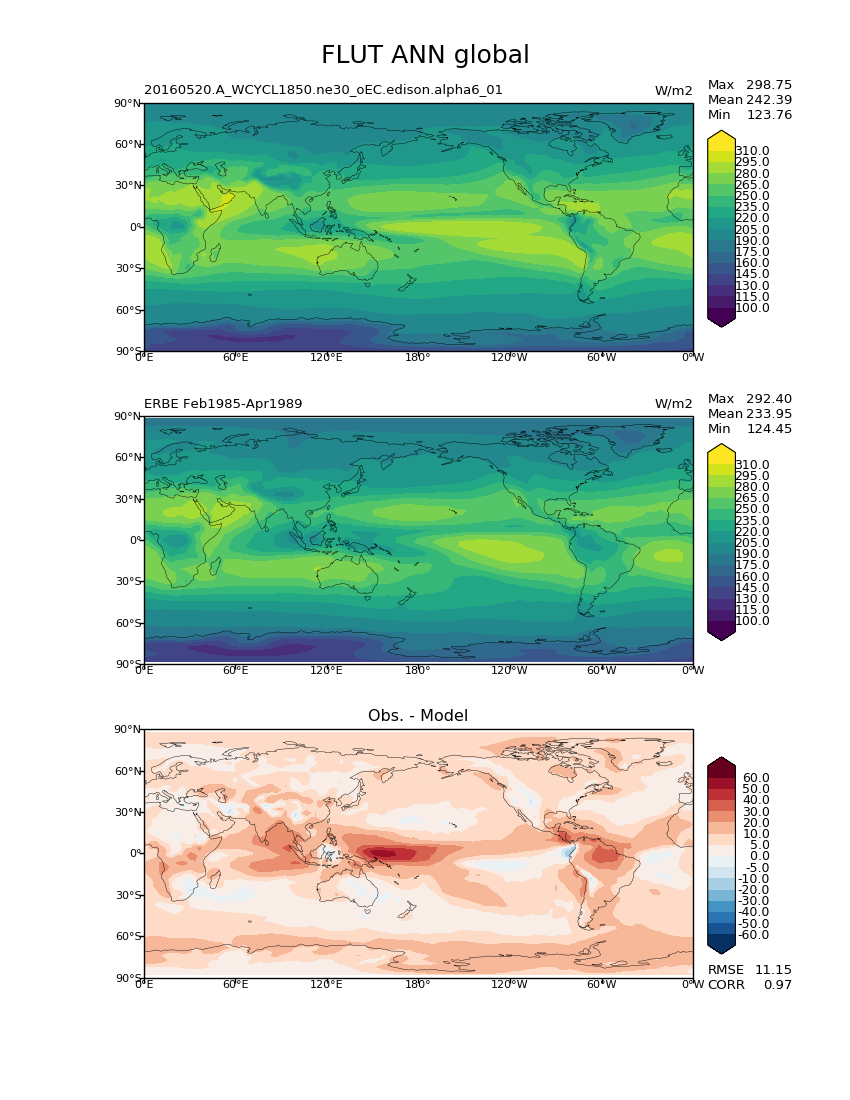 FLUT ANN global
20160520.A_WCYCL1850.ne30_oEC.edison.alpha6_01 W/m2
Max 298.75
Mean 242.39
Min 123.76
90°N
60°N
30°N
0°
30°S
60°S
90°S
0°E 60°E 120°E 180° 120°W 60°W 0°W
310.0
295.0
280.0
265.0
250.0
235.0
220.0
205.0
190.0
175.0
160.0
145.0
130.0
115.0
100.0
ERBE Feb1985-Apr1989 W/m2
Max 292.40
Mean 233.95
Min 124.45
90°N
60°N
30°N
0°
30°S
60°S
90°S
0°E 60°E 120°E 180° 120°W 60°W 0°W
310.0
295.0
280.0
265.0
250.0
235.0
220.0
205.0
190.0
175.0
160.0
145.0
130.0
115.0
100.0
Obs. - Model
90°N
60°N
30°N
0°
30°S
60°S
90°S
0°E 60°E 120°E 180° 120°W 60°W 0°W
60.0
50.0
40.0
30.0
20.0
10.0
5.0
0.0
-5.0
-10.0
-20.0
-30.0
-40.0
-50.0
-60.0
RMSE 11.15
CORR 0.97